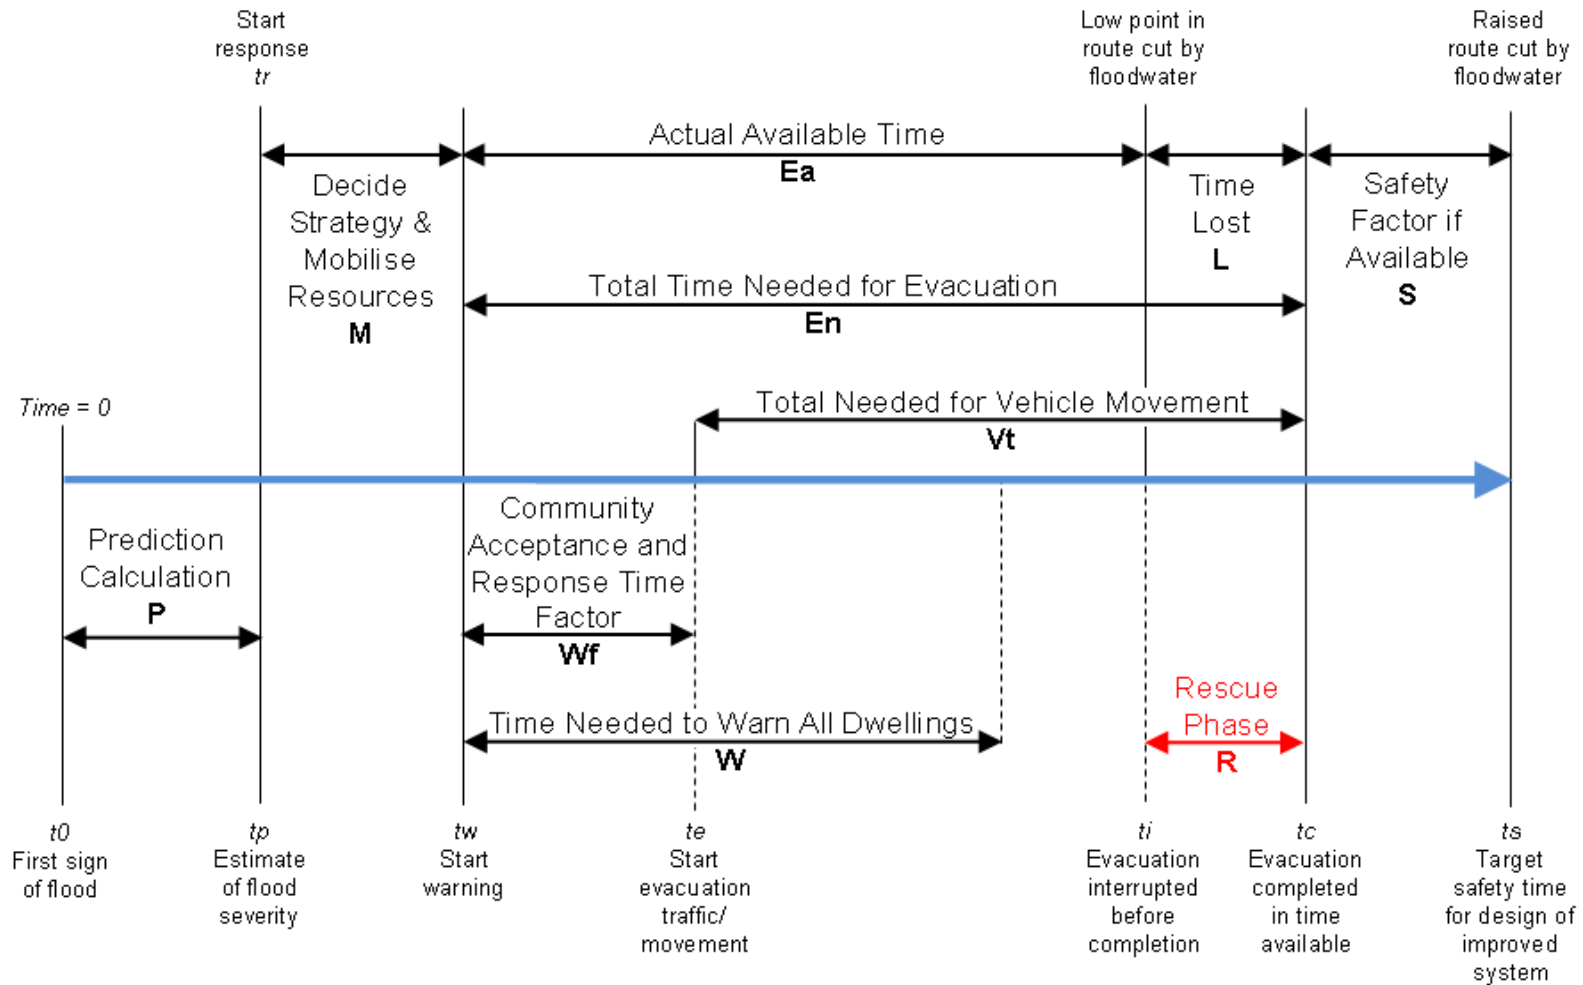 Start
response
tr
Low point in
route cut by
floodwater
Raised
route cut by
floodwater
Actual Available Time
Ea
Decide
Strategy &
Mobilise
Resources
M
Time
Lost
L
Safety
Factor if
Available
S
Total Time Needed for Evacuation
En
Time = 0
Total Needed for Vehicle Movement
Vt
Prediction
Calculation
P
Community
Acceptance and
Response Time
Factor
Wf
Time Needed to Warn All Dwellings
W
Rescue
Phase
R
t0
First sign
of flood
tp
Estimate
of flood
severity
tw
Start
warning
te
Start
evacuation
traffic/
movement
ti
Evacuation
interrupted
before
completion
tc
Evacuation
completed
in time
available
ts
Target
safety time
for design of
improved
system